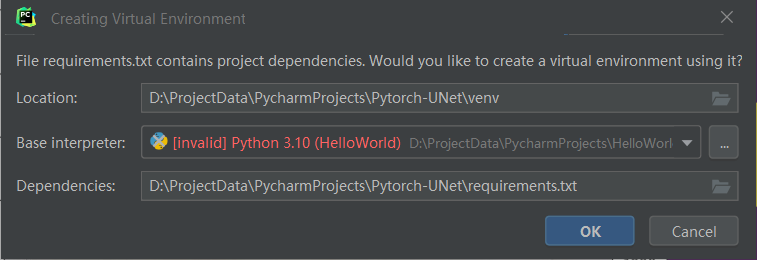 PC
Creating Virtual Environment
File requirements.txt contains project dependencies. Would you like to create a virtual environment using it?
Location: D:\ProjectData\PycharmProjects\Pytorch-UNet\venv
Base interpreter: [invalid] Python 3.10 (HelloWorld) D:\ProjectData\PycharmProjects\HelloWorl ...
Dependencies: D:\ProjectData\PycharmProjects\Pytorch-UNet\requirements.txt
OK Cancel